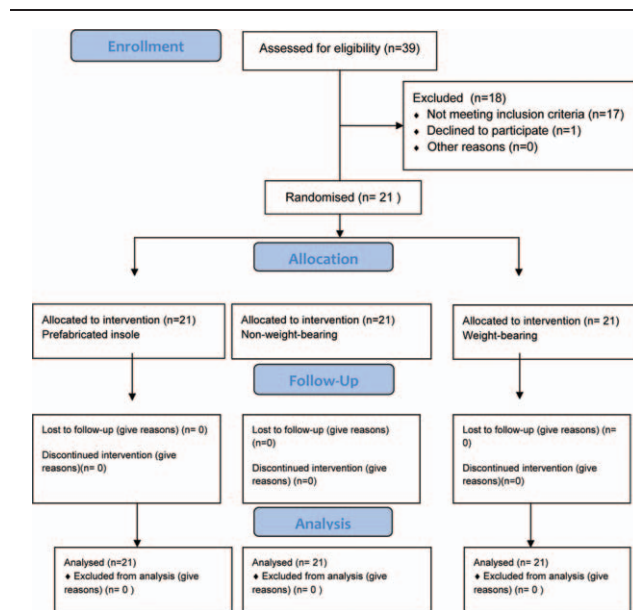 Enrollment
Assessed for eligibility (n=39)
Excluded (n=18)
♦ Not meeting inclusion criteria (n=17)
♦ Declined to participate (n=1)
♦ Other reasons (n=0)
Randomised (n= 21 )
Allocation
Allocated to intervention (n=21)
Prefabricated insole
Allocated to intervention (n=21)
Non-weight-bearing
Allocated to intervention (n= 21)
Weight-bearing
Follow-Up
Lost to follow-up (give reasons) (n= 0)
Discontinued intervention (give
reasons)(n= 0)
Lost to follow-up (give reasons)
(n=0)
Discontinued intervention (give
reasons) (n=0)
Lost to follow-up (give reasons) (n=
0)
Discontinued intervention (give
reasons)(n=0)
Analysis
Analysed (n=21)
♦ Excluded from analysis (give
reasons) (n= 0 )
Analysed (n= 21)
♦ Excluded from analysis (give
reasons) (n= 0 )
Analysed (n= 21)
♦ Excluded from analysis (give
reasons) (n= 0 )